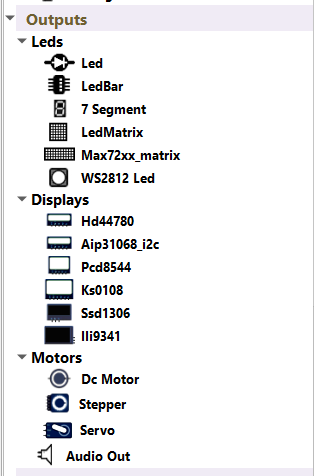 Outputs
Leds
Led
LedBar
7 Segment
LedMatrix
Max72xx_matrix
WS2812 Led
Displays
Hd44780
Aip31068_i2c
Pcd8544
Ks0108
Ssd1306
Ili9341
Motors
Dc Motor
Stepper
Servo
Audio Out